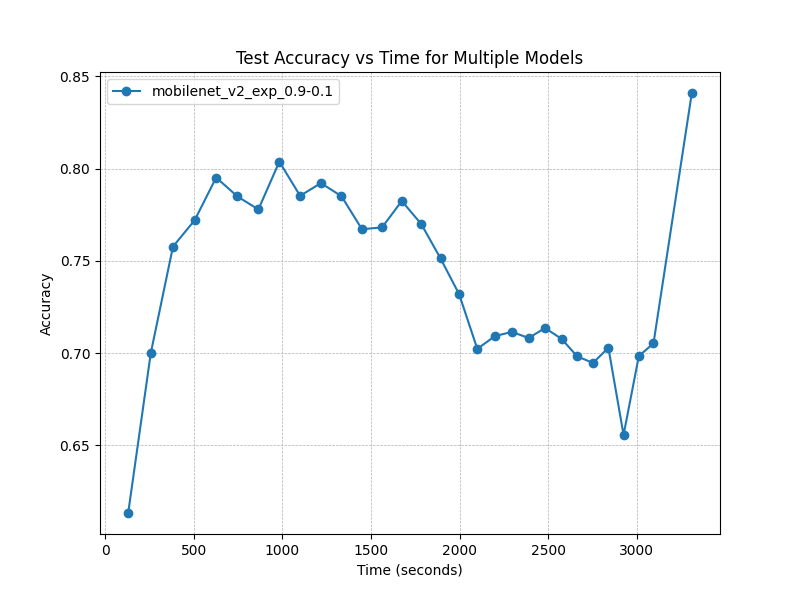 Test Accuracy vs Time for Multiple Models
mobilenet_v2_exp_0.9-0.1
0.85
0.80
0.75
0.70
0.65
Accuracy
0 500 1000 1500 2000 2500 3000
Time (seconds)